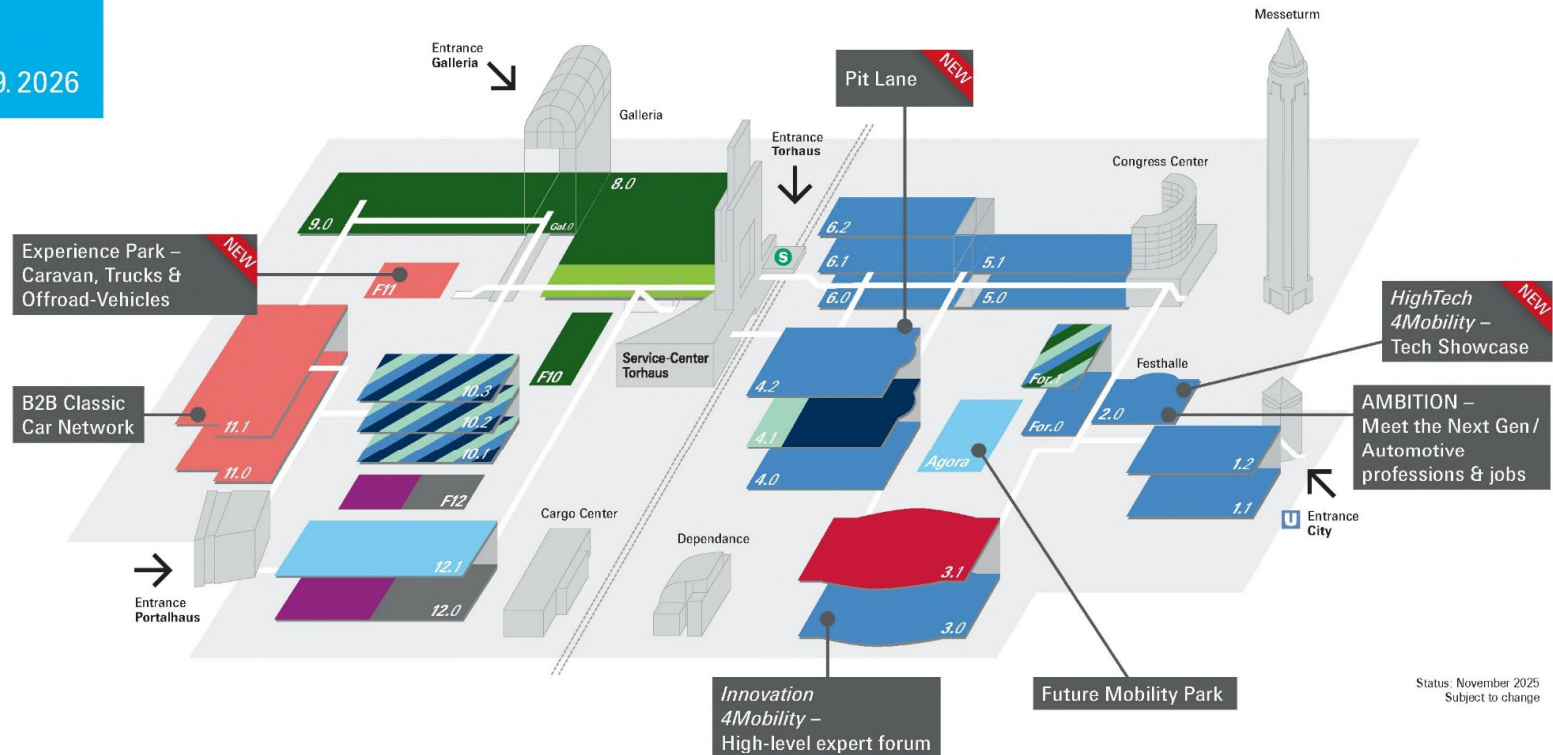 9. 2026
Entrance
Galleria
Galleria
Pit Lane
NEW
Messeturm
Entrance
Torhaus
Congress Center
8.0
9.0
Gal.0
6.2
6.1
6.0
5.1
5.0
S
Experience Park –
Caravan, Trucks &
Offroad-Vehicles
NEW
F11
HighTech
4Mobility –
Tech Showcase
NEW
Service-Center
Torhaus
F10
4.2
4.1
4.0
For.1
For.0
Festhalle
2.0
B2B Classic
Car Network
11.1
11.0
10.3
10.2
10.1
Agora
AMBITION –
Meet the Next Gen /
Automotive
professions & jobs
1.2
1.1
F12
Cargo Center
Dependance
U
Entrance
City
12.1
12.0
Entrance
Portalhaus
3.1
3.0
Innovation
4Mobility –
High-level expert forum
Future Mobility Park
Status: November 2025
Subject to change